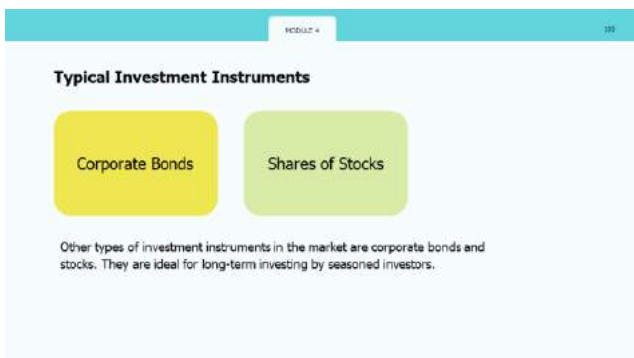 MODULE 4
Typical Investment Instruments
Corporate Bonds
Shares of Stocks
Other types of investment instruments in the market are corporate bonds and
stocks. They are ideal for long-term investing by seasoned investors.